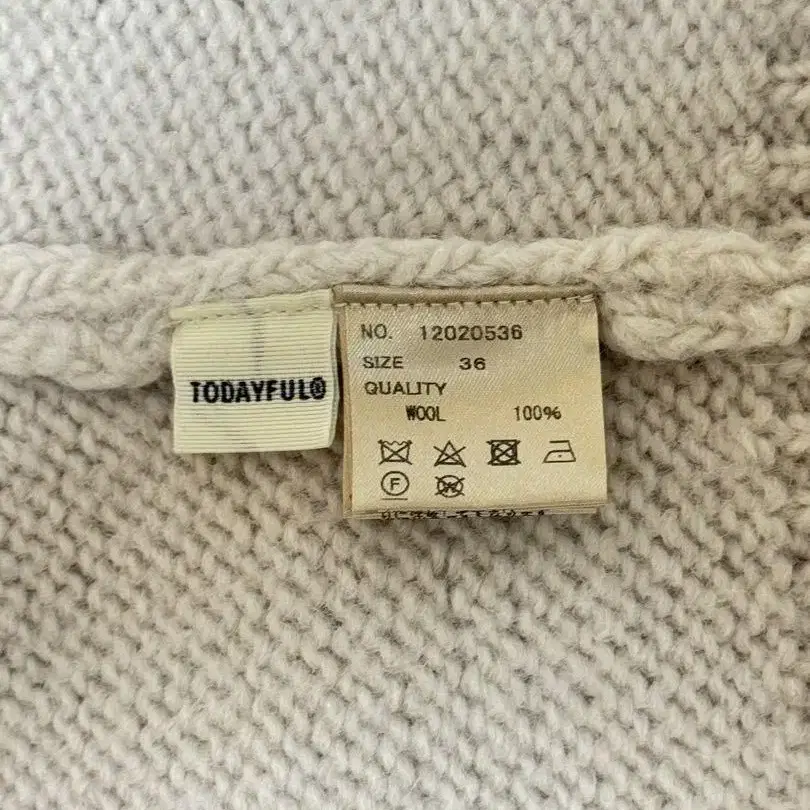 TODAYFUL®
NO. 12020536
SIZE 36
QUALITY
WOOL 100%
F
W